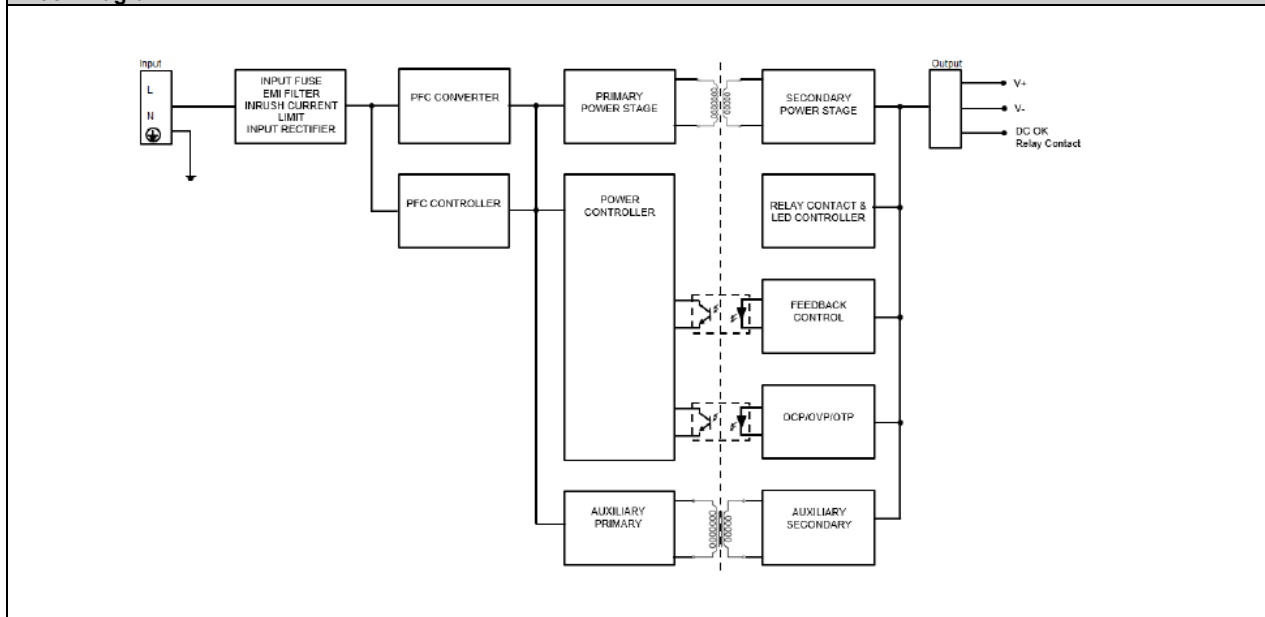 Input
L
N
INPUT FUSE
EMI FILTER
INRUSH CURRENT
LIMIT
INPUT RECTIFIER
PFC CONVERTER
PFC CONTROLLER
PRIMARY
POWER STAGE
POWER
CONTROLLER
AUXILIARY
PRIMARY
SECONDARY
POWER STAGE
RELAY CONTACT &
LED CONTROLLER
FEEDBACK
CONTROL
OCP/OVP/OTP
AUXILIARY
SECONDARY
Output
V+
V-
DC OK
Relay Contact